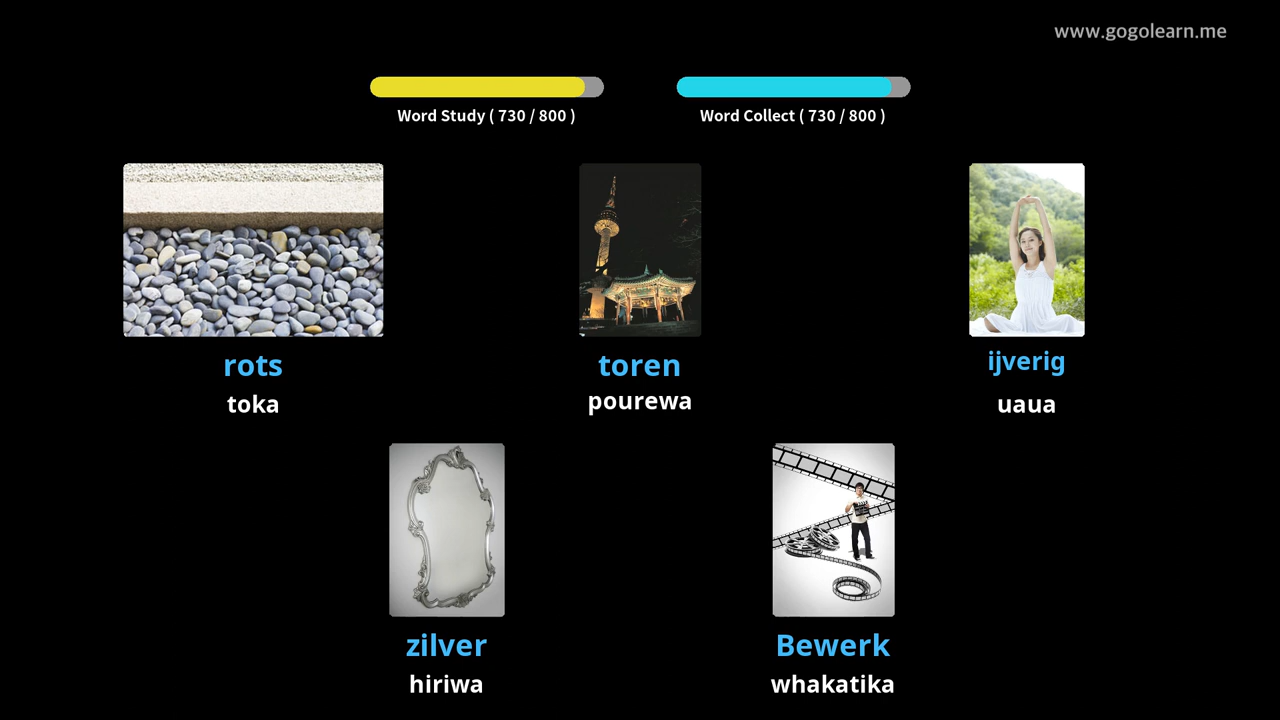 www.gogolearn.me
Word Study ( 730 / 800 )
Word Collect ( 730 / 800 )
rots
toren
ijverig
toka
pourewa
uaua
zilver
Bewerk
hiriwa
whakatika